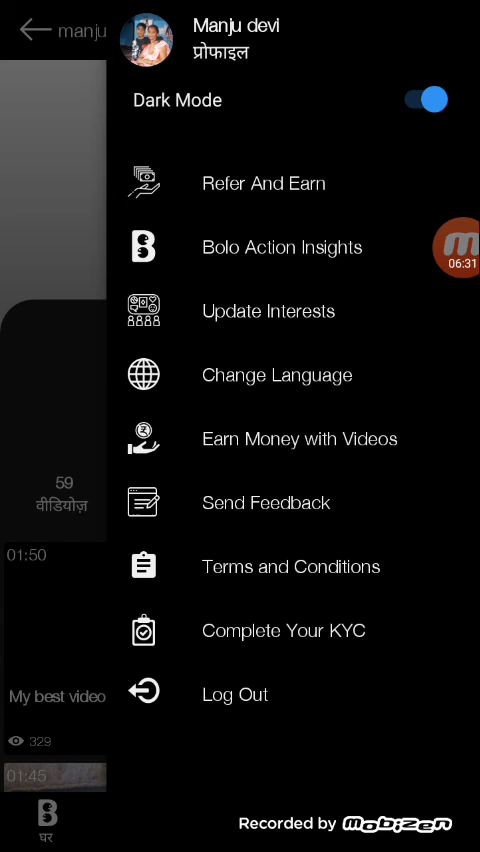 manju
Manju devi
प्रोफाइल
Dark Mode
Refer And Earn
Bolo Action Insights
06:31
Update Interests
Change Language
Earn Money with Videos
59
वीडियोज़
Send Feedback
01:50
Terms and Conditions
Complete Your KYC
My best video
Log Out
329
01:45
घर
Recorded by mobizen